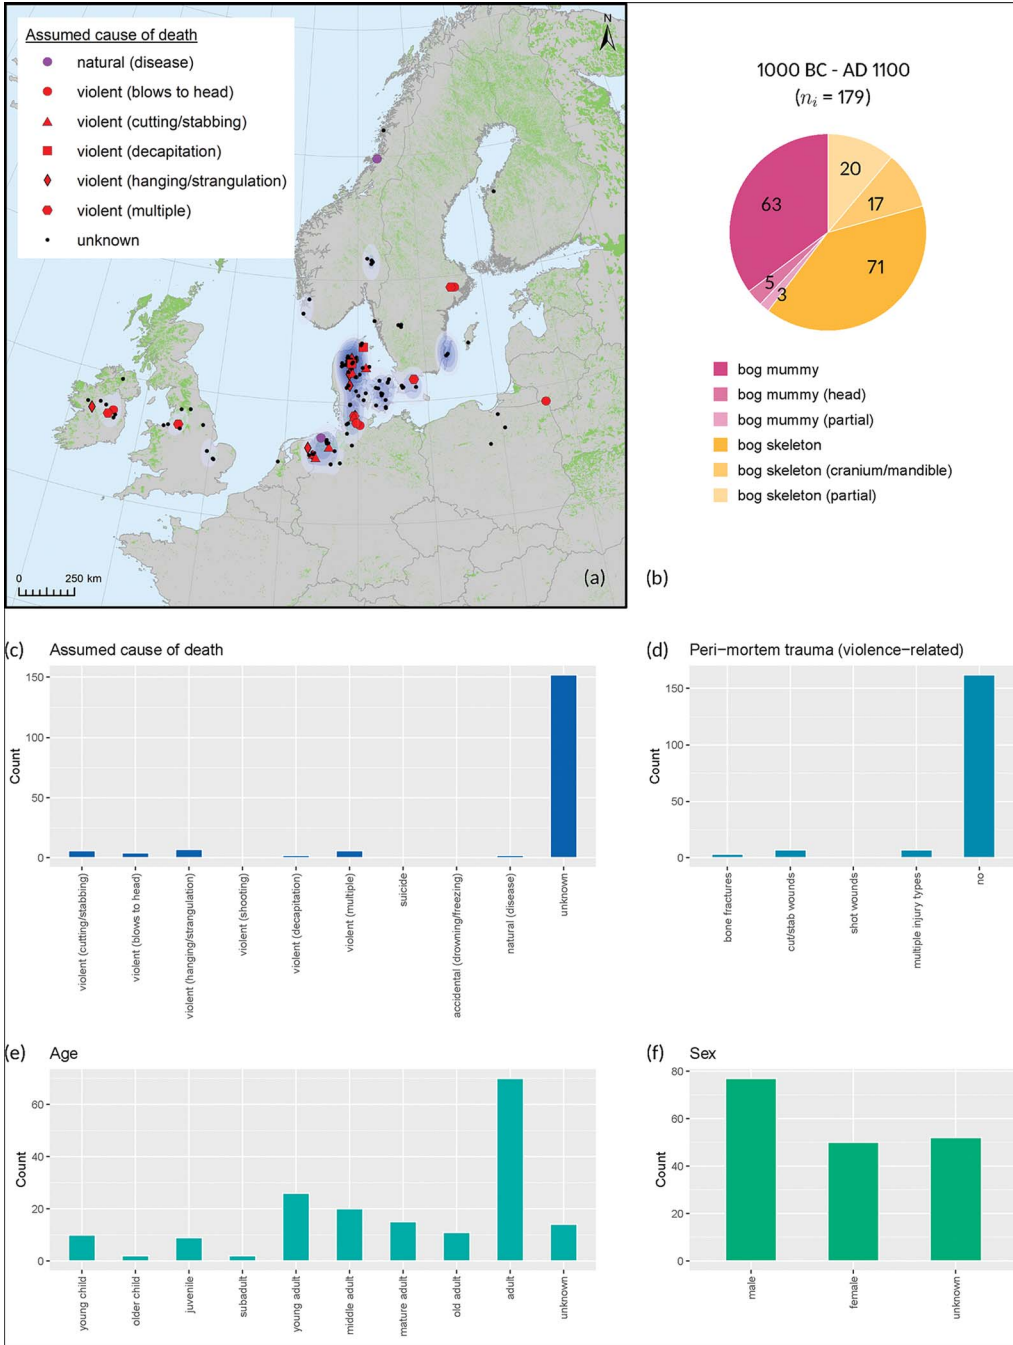 Assumed cause of death
natural (disease)
violent (blows to head)
violent (cutting/stabbing)
violent (decapitation)
violent (hanging/strangulation)
violent (multiple)
unknown
N
0 250 km
(a)
1000 BC - AD 1100
(nᵢ = 179)
20
17
71
3
5
63
bog mummy
bog mummy (head)
bog mummy (partial)
bog skeleton
bog skeleton (cranium/mandible)
bog skeleton (partial)
(b)
(c) Assumed cause of death
Count
150
100
50
0
violent (cutting/stabbing)
violent (blows to head)
violent (hanging/strangulation)
violent (shooting)
violent (decapitation)
violent (multiple)
suicide
accidental (drowning/freezing)
natural (disease)
unknown
(d) Peri-mortem trauma (violence-related)
Count
150
100
50
0
bone fractures
cut/stab wounds
shot wounds
multiple injury types
no
(e) Age
Count
60
40
20
0
young child
older child
juvenile
subadult
young adult
middle adult
mature adult
old adult
adult
unknown
(f) Sex
Count
80
60
40
20
0
male
female
unknown